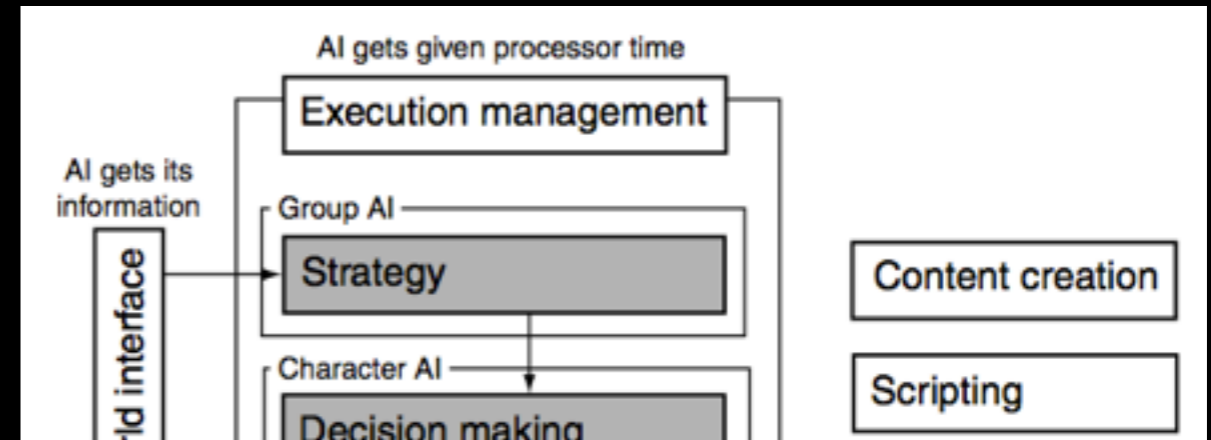 AI gets given processor time
Execution management
AI gets its
information
Group AI
Strategy
Content creation
interface
Character AI
Scripting
Decision making